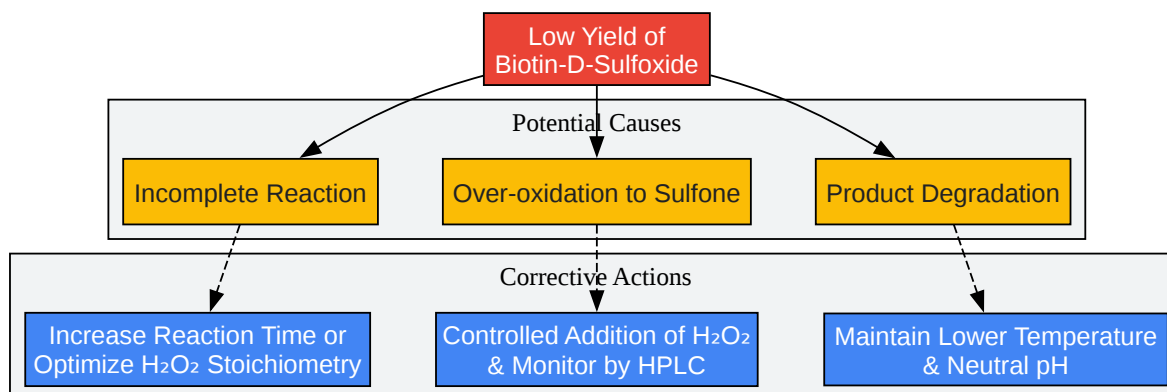 Low Yield of
Biotin-D-Sulfoxide
Potential Causes
Incomplete Reaction
Over-oxidation to Sulfone
Product Degradation
Corrective Actions
Increase Reaction Time or
Optimize H₂O₂ Stoichiometry
Controlled Addition of H₂O₂
& Monitor by HPLC
Maintain Lower Temperature
& Neutral pH